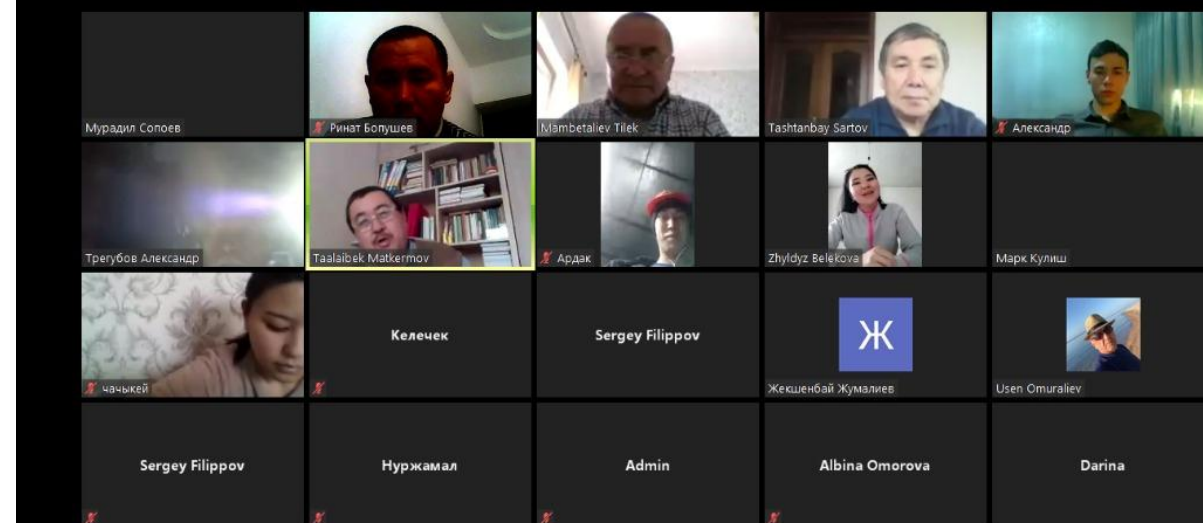 Мурадил Сопоев
Ринат Бопушев
Mambetaliev Tilek
Tashtanbay Sartov
Александр
Трегубов Александр
Taalaibek Matkermov
Ардак
Zhyldyz Belekova
Марк Кулиш
чачыкей
Келечек
Sergey Filippov
Ж
Жекшенбай Жумалиев
Usen Omuraliev
Sergey Filippov
Нуржамал
Admin
Albina Omorova
Darina